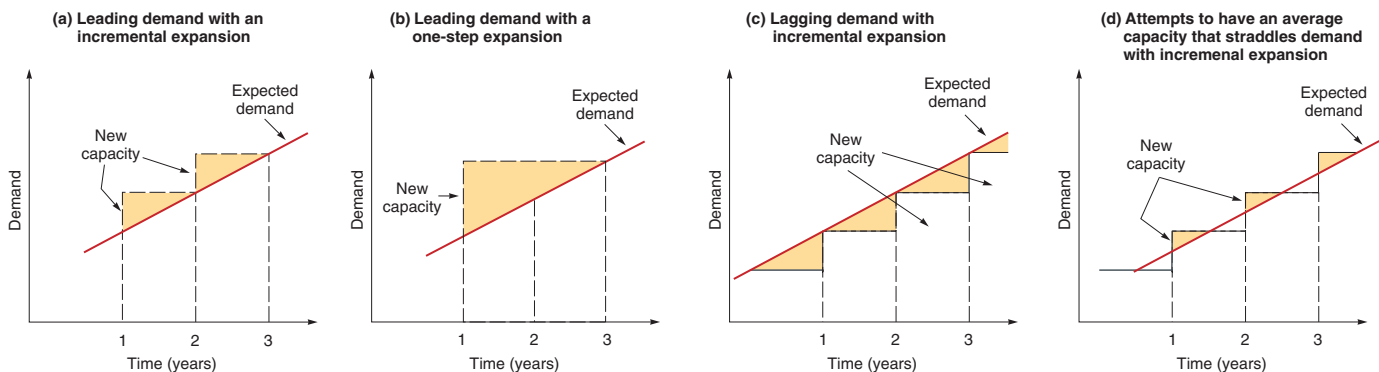 (a) Leading demand with an
incremental expansion
Demand
New
capacity
Expected
demand
1 2 3
Time (years)
(b) Leading demand with a
one-step expansion
Demand
New
capacity
Expected
demand
1 2 3
Time (years)
(c) Lagging demand with
incremental expansion
Demand
New
capacity
Expected
demand
1 2 3
Time (years)
(d) Attempts to have an average
capacity that straddles demand
with incremenal expansion
Demand
New
capacity
Expected
demand
1 2 3
Time (years)